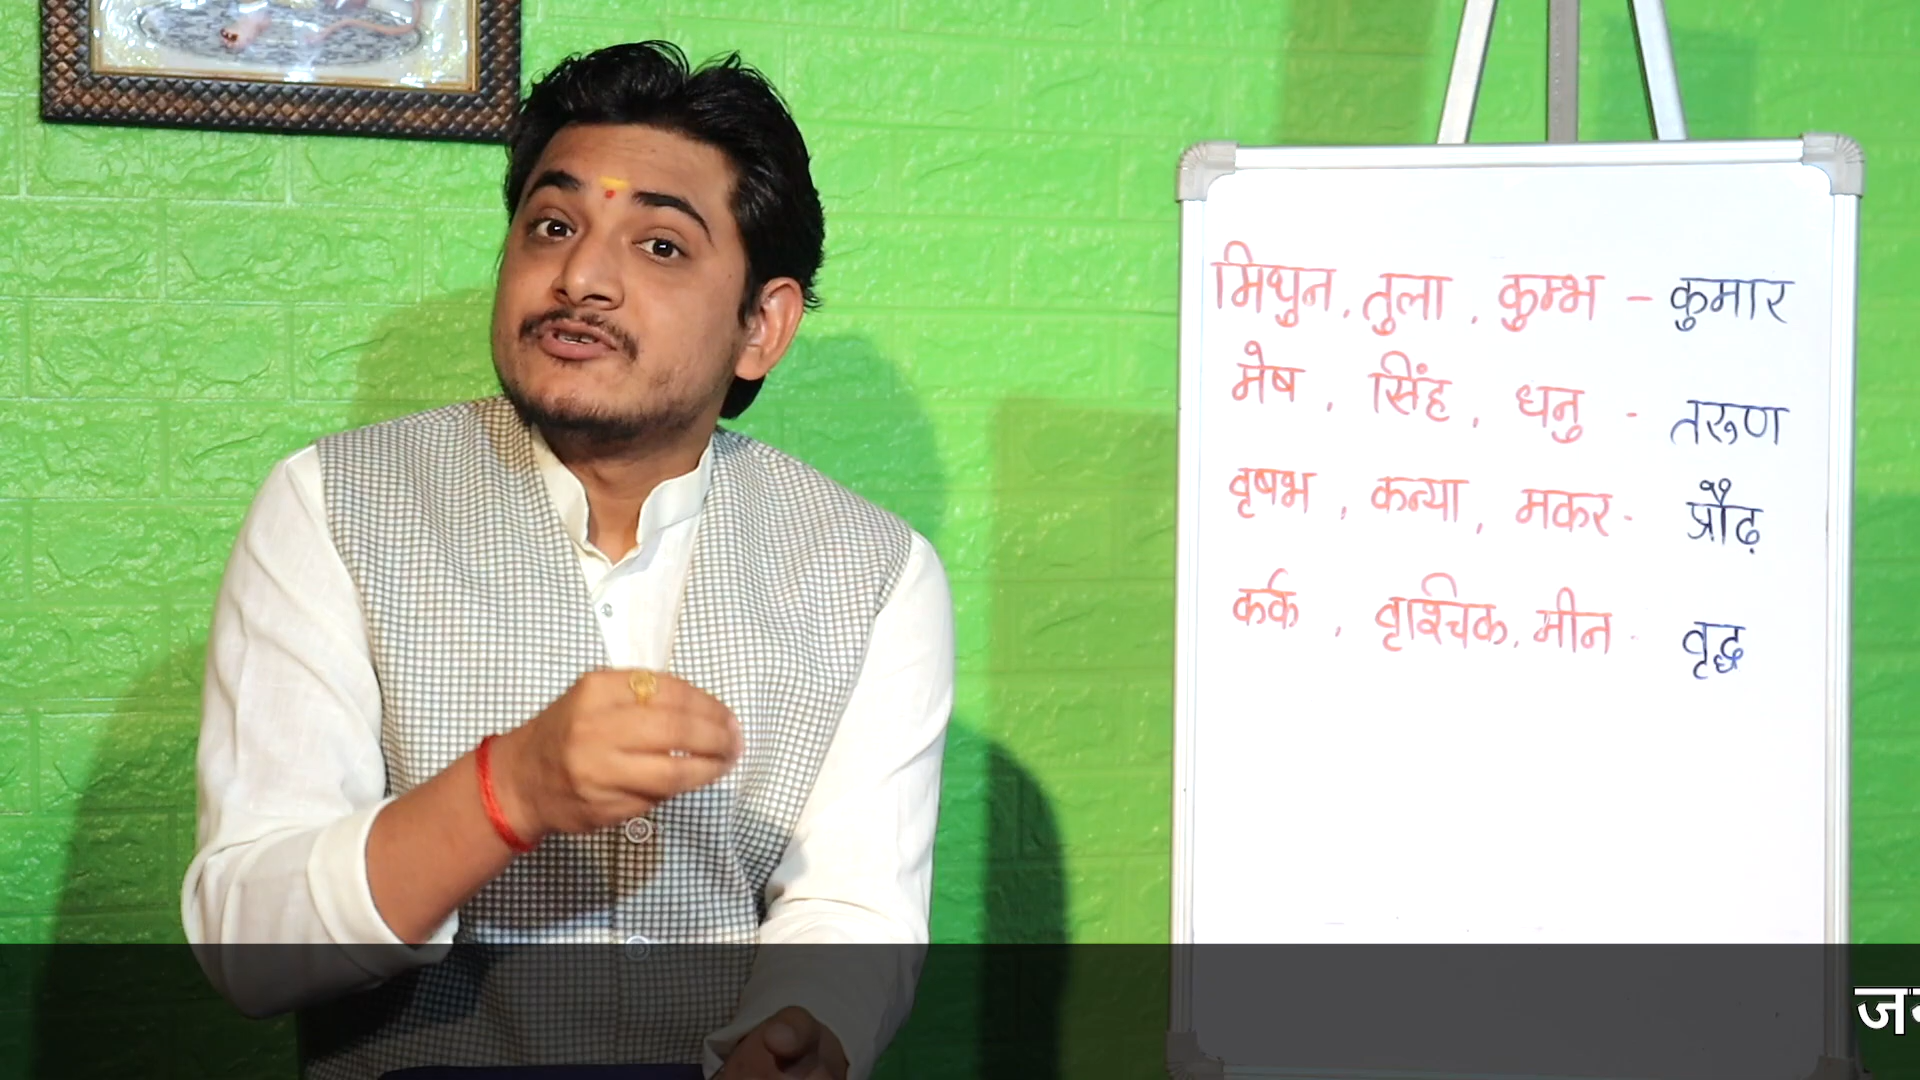 मिथुन, तुला, कुम्भ – कुमार
मेष, सिंह, धनु - तरुण
वृषभ, कन्या, मकर - प्रौढ़
कर्क, वृश्चिक, मीन - वृद्ध